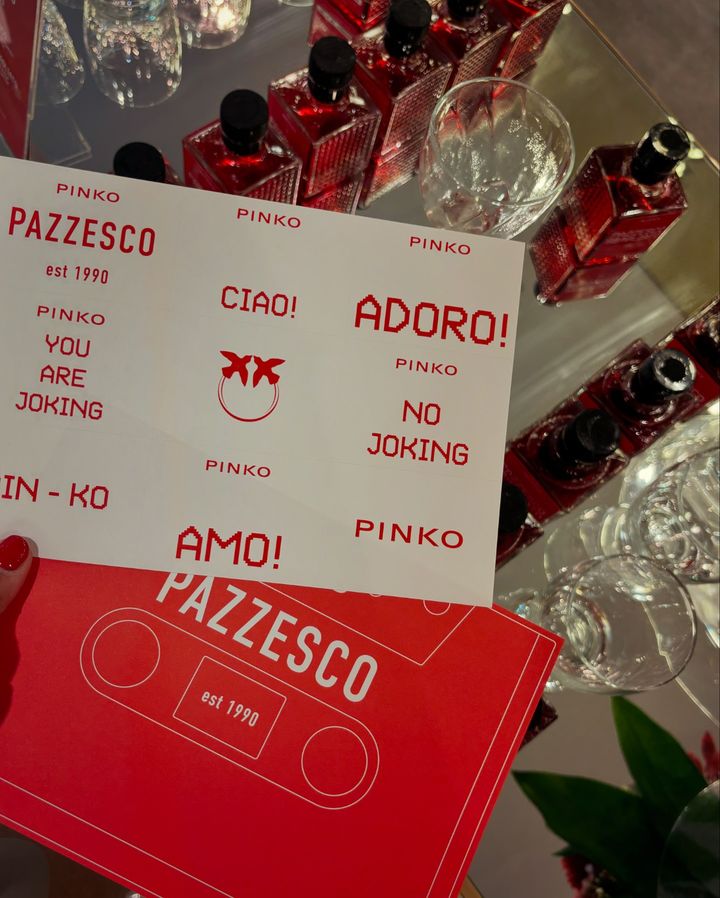 PINKO
PAZZESCO
est 1990
PINKO
CIAO!
PINKO
ADORO!
PINKO
YOU
ARE
JOKING
PINKO
NO
JOKING
PINKO
AMO!
IN - KO
PINKO
PAZZESCO
est 1990